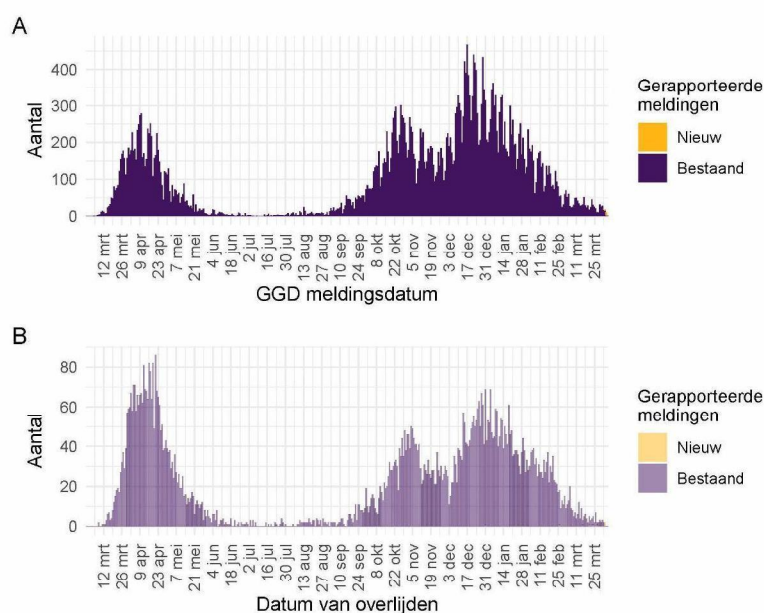 A
Aantal
400
300
200
100
0
12 mrt
26 mrt
9 apr
23 apr
7 mei
21 mei
4 jun
18 jun
2 jul
16 jul
30 jul
13 aug
27 aug
10 sep
24 sep
8 okt
22 okt
5 nov
19 nov
3 dec
17 dec
31 dec
14 jan
28 jan
11 feb
25 feb
11 mrt
25 mrt
GGD meldingsdatum
Gerapporteerde
meldingen
Nieuw
Bestaand
B
Aantal
80
60
40
20
0
12 mrt
26 mrt
9 apr
23 apr
7 mei
21 mei
4 jun
18 jun
2 jul
16 jul
30 jul
13 aug
27 aug
10 sep
24 sep
8 okt
22 okt
5 nov
19 nov
3 dec
17 dec
31 dec
14 jan
28 jan
11 feb
25 feb
11 mrt
25 mrt
Datum van overlijden
Gerapporteerde
meldingen
Nieuw
Bestaand